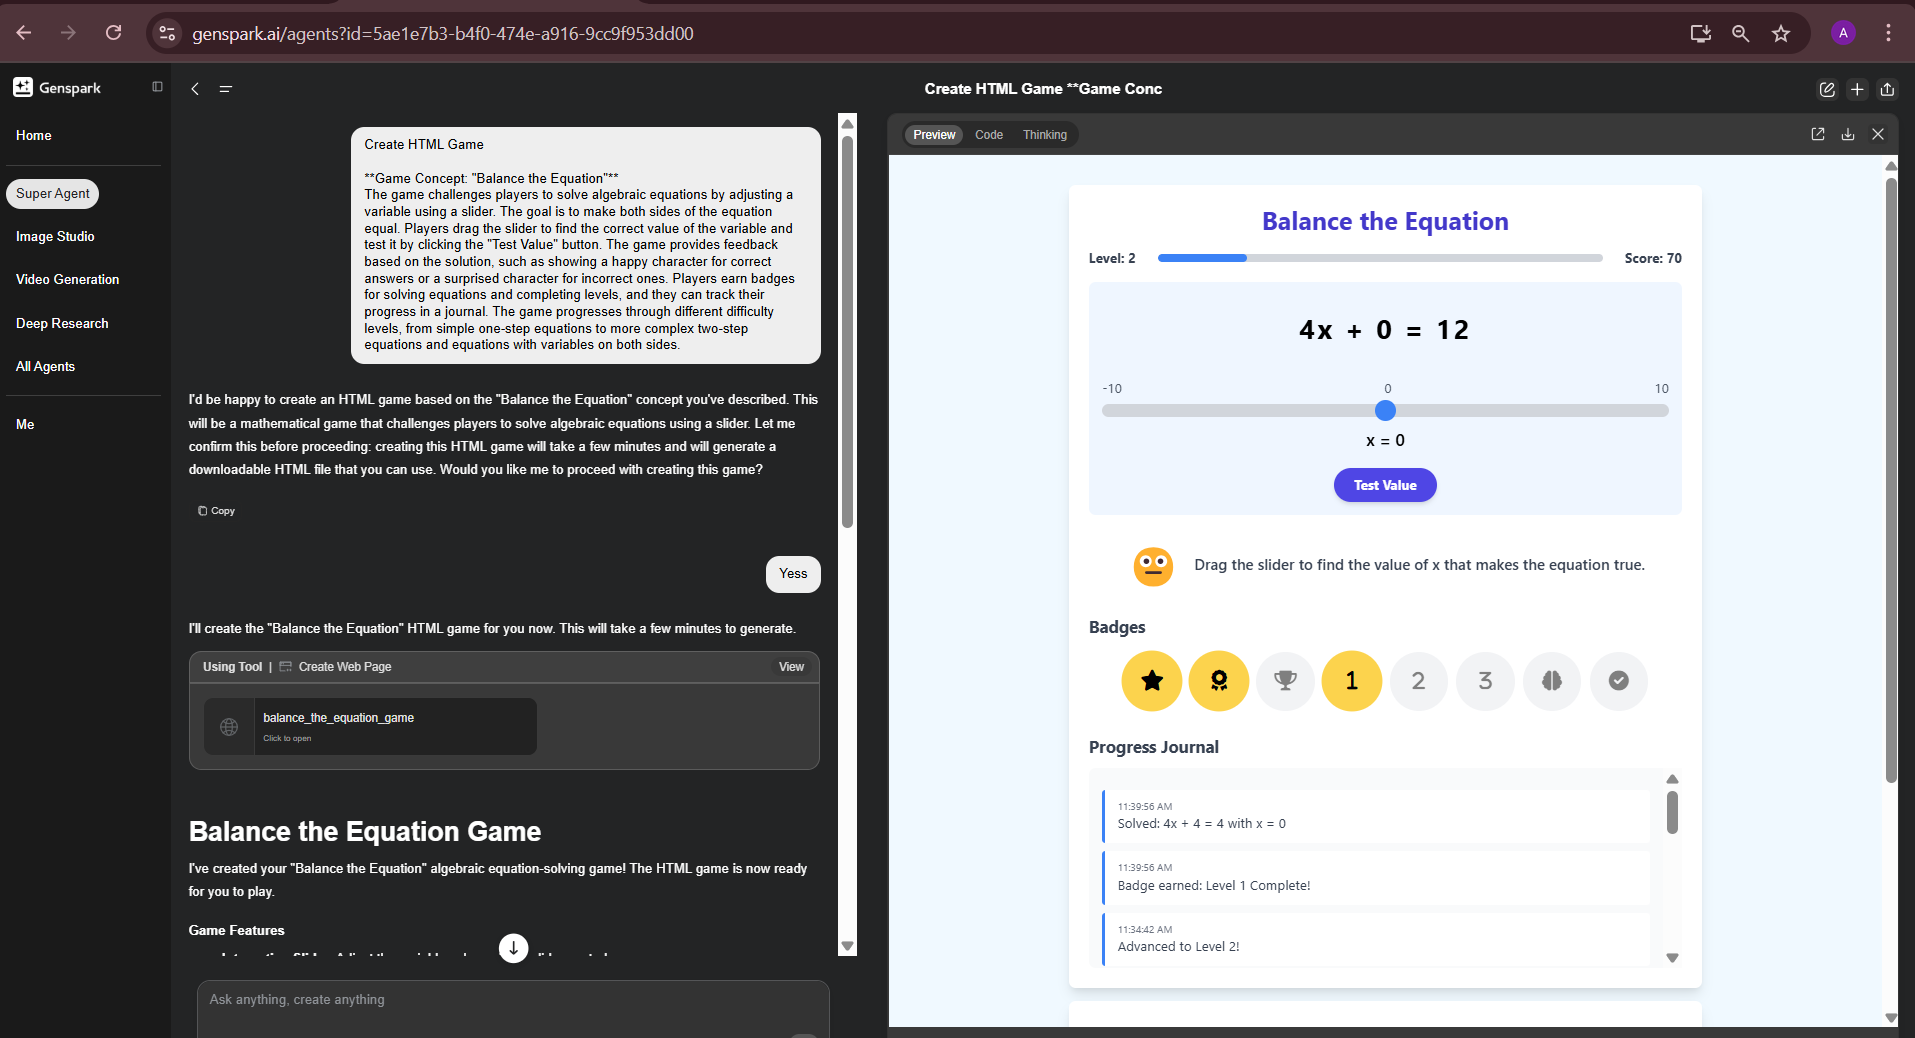 genspark.ai/agents?id=5ae1e7b3-b4f0-474e-a916-9cc9f953dd00
A
Genspark
Home
Super Agent
Image Studio
Video Generation
Deep Research
All Agents
Me
Create HTML Game
**Game Concept: "Balance the Equation"**
The game challenges players to solve algebraic equations by adjusting a
variable using a slider. The goal is to make both sides of the equation
equal. Players drag the slider to find the correct value of the variable and
test it by clicking the "Test Value" button. The game provides feedback
based on the solution, such as showing a happy character for correct
answers or a surprised character for incorrect ones. Players earn badges
for solving equations and completing levels, and they can track their
progress in a journal. The game progresses through different difficulty
levels, from simple one-step equations to more complex two-step
equations and equations with variables on both sides.
I'd be happy to create an HTML game based on the "Balance the Equation" concept you've described. This
will be a mathematical game that challenges players to solve algebraic equations using a slider. Let me
confirm this before proceeding: creating this HTML game will take a few minutes and will generate a
downloadable HTML file that you can use. Would you like me to proceed with creating this game?
Copy
Yess
I'll create the "Balance the Equation" HTML game for you now. This will take a few minutes to generate.
Using Tool | Create Web Page
View
balance_the_equation_game
Click to open
Balance the Equation Game
I've created your "Balance the Equation" algebraic equation-solving game! The HTML game is now ready
for you to play.
Game Features
Ask anything, create anything
Create HTML Game **Game Conc
Preview Code Thinking
Balance the Equation
Level: 2
Score: 70
4x + 0 = 12
-10 0 10
x = 0
Test Value
Drag the slider to find the value of x that makes the equation true.
Badges
1 2 3
Progress Journal
11:39:56 AM
Solved: 4x + 4 = 4 with x = 0
11:39:56 AM
Badge earned: Level 1 Complete!
11:34:42 AM
Advanced to Level 2!